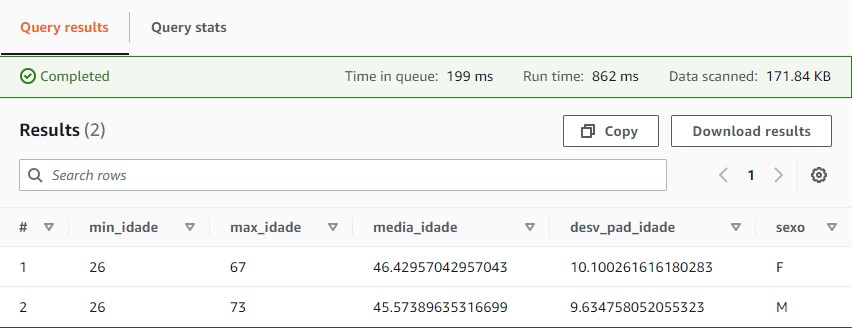 Query results Query stats
Completed Time in queue: 199 ms Run time: 862 ms Data scanned: 171.84 KB
Results (2) Copy Download results
Search rows 1
# min_idade max_idade media_idade desv_pad_idade sexo
1 26 67 46.42957042957043 10.100261616180283 F
2 26 73 45.57389635316699 9.634758052055323 M